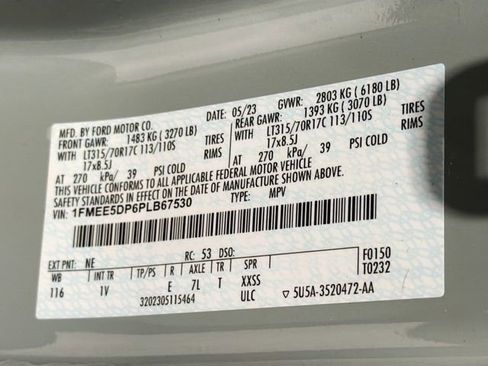 MFD. BY FORD MOTOR CO.
DATE: 05/23 GVWR: 2803 KG ( 6180 LB)
FRONT GAWR: 1483 KG ( 3270 LB)
REAR GAWR: 1393 KG ( 3070 LB)
WITH LT315/70R17C 113/110S
WITH LT315/70R17C 113/110S
17x8.5J
17x8.5J
AT 270 kPa/ 39 PSI COLD
AT 270 kPa/ 39 PSI COLD
THIS VEHICLE CONFORMS TO ALL APPLICABLE FEDERAL MOTOR VEHICLE
SAFETY STANDARDS IN EFFECT ON THE DATE OF MANUFACTURE SHOWN ABOVE.
VIN: 1FMEE5DP6PLB67530 TYPE: MPV
EXT PNT: NE RC: 53 DSO: F0150
WB INT TR TP/PS R AXLE TR SPR T0232
116 1V E 7L T XXSS
3202305115464 ULC 5U5A-3520472-AA